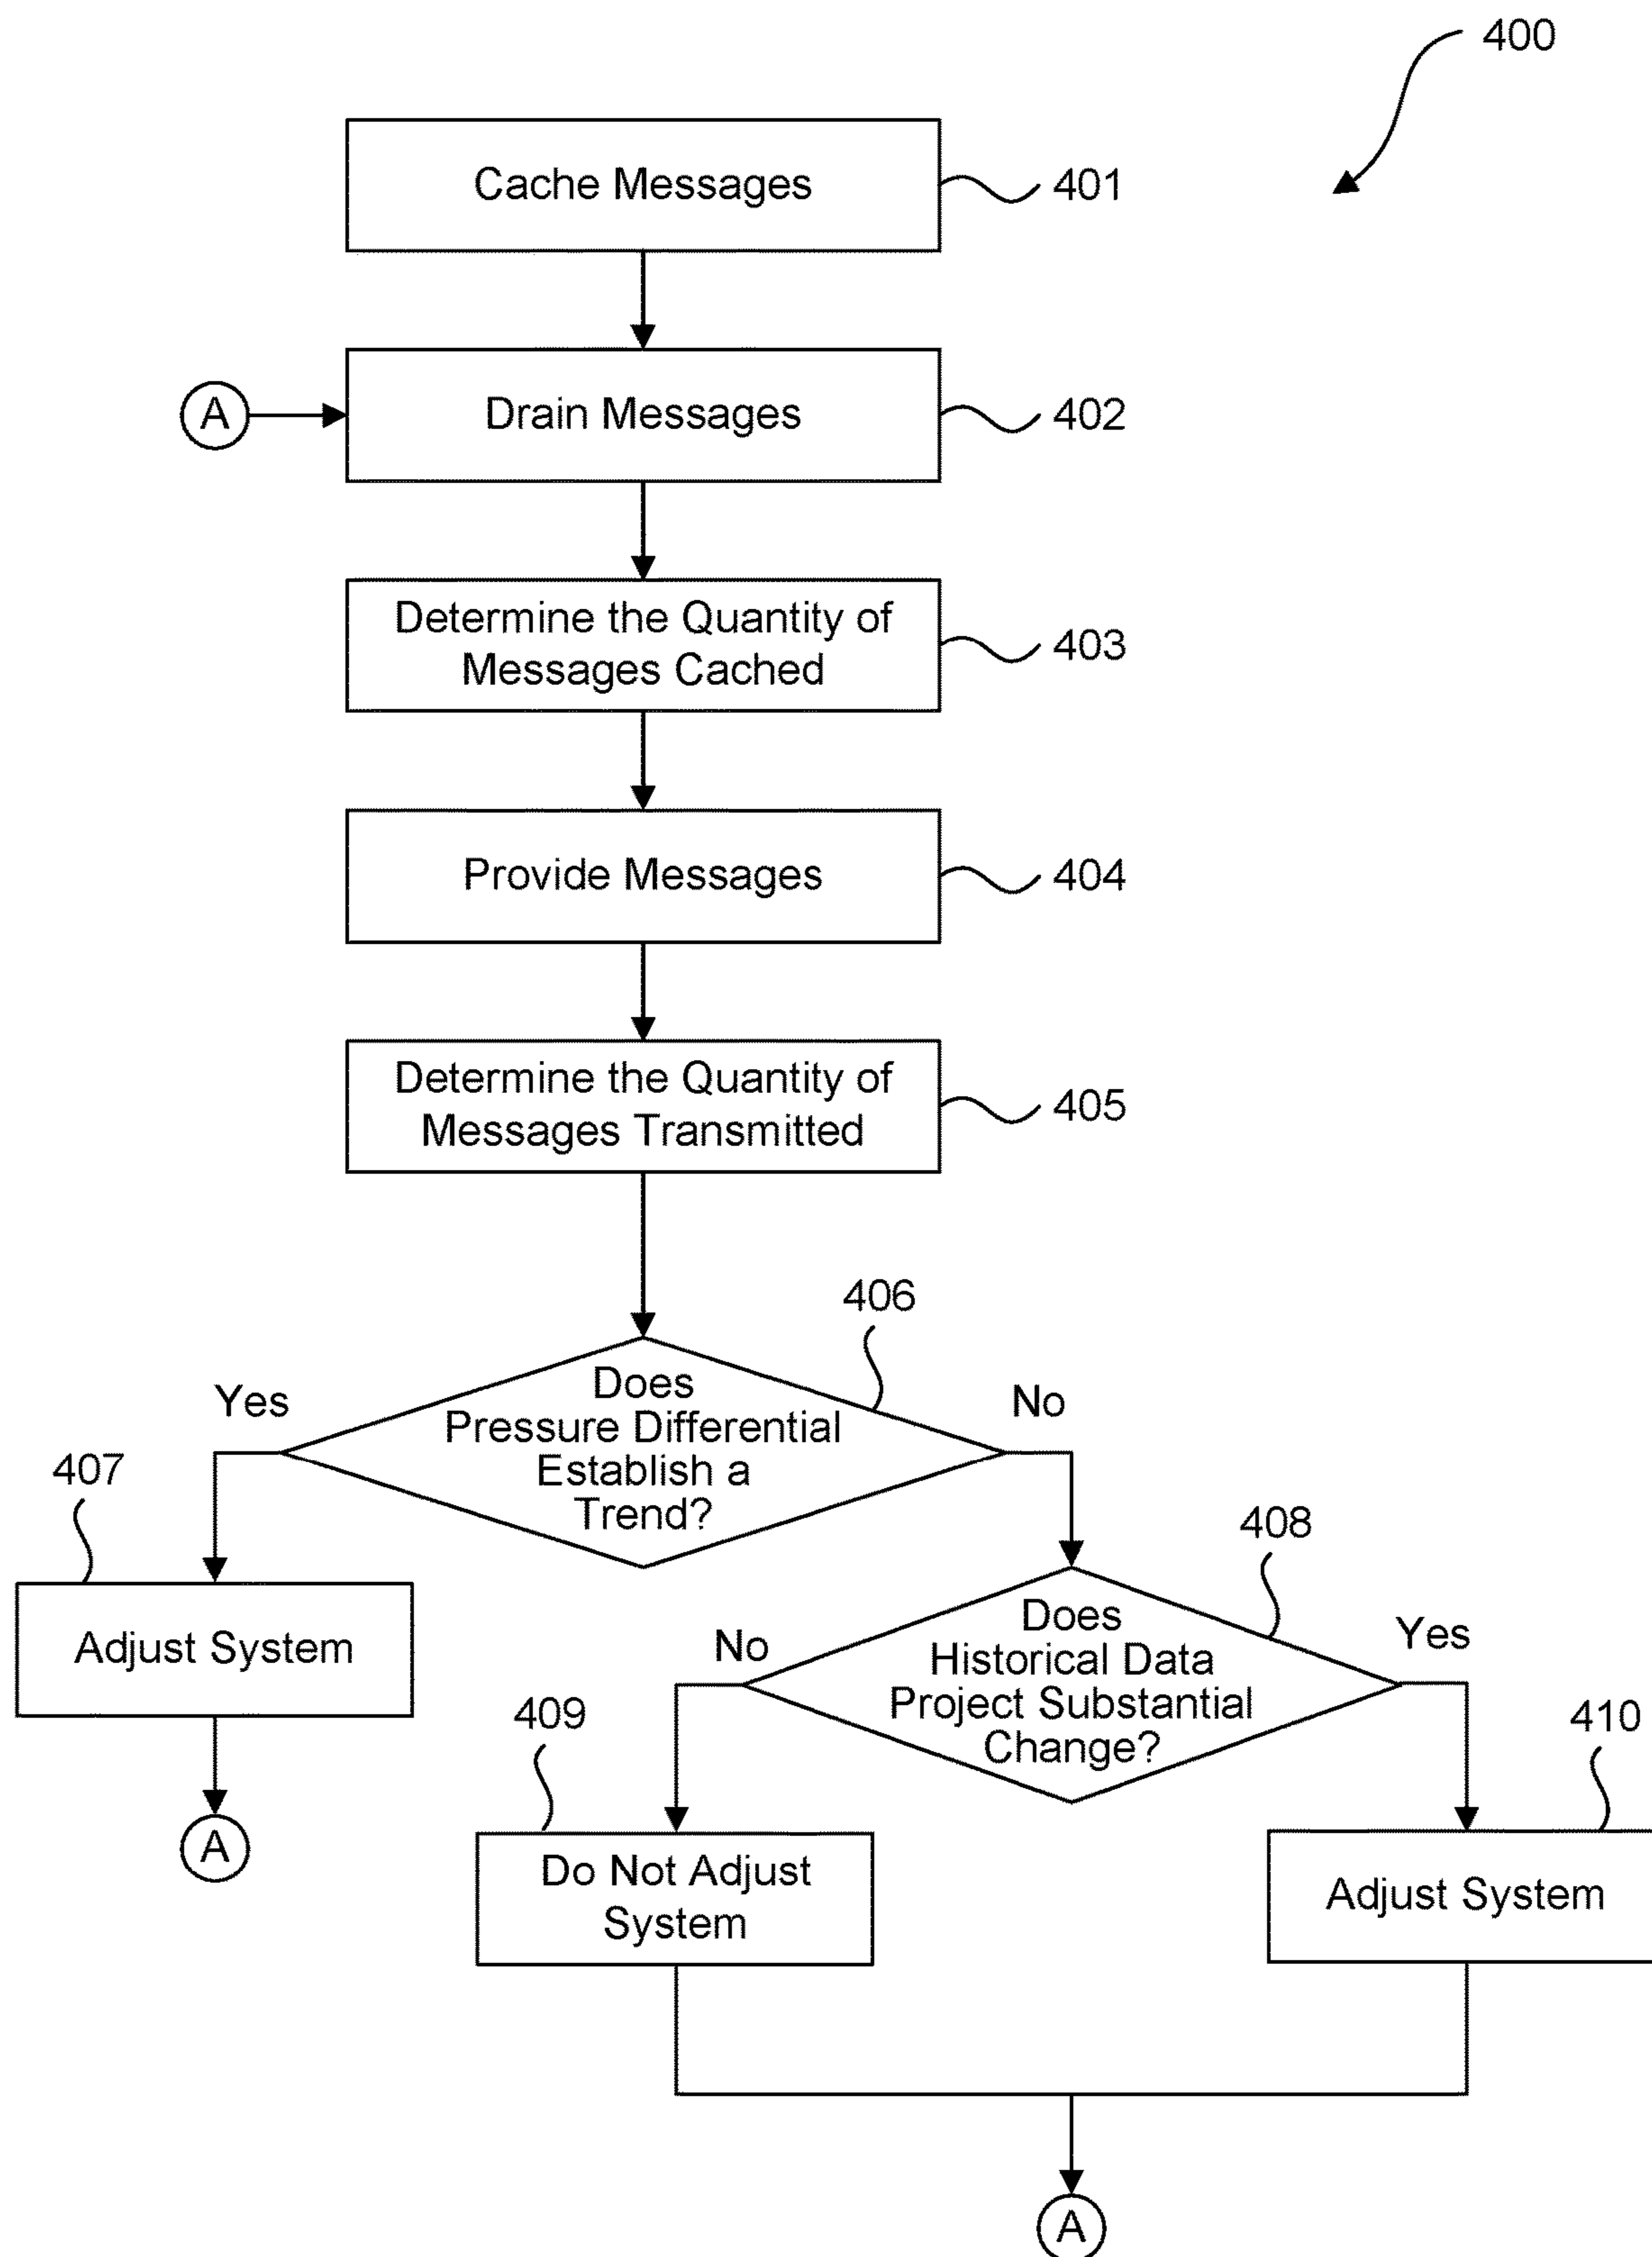 400
Cache Messages
401
A
Drain Messages
402
Determine the Quantity of
Messages Cached
403
Provide Messages
404
Determine the Quantity of
Messages Transmitted
405
406
Yes
Does
Pressure Differential
Establish a
Trend?
No
407
Adjust System
A
408
No
Does
Historical Data
Project Substantial
Change?
Yes
409
Do Not Adjust
System
410
Adjust System
A